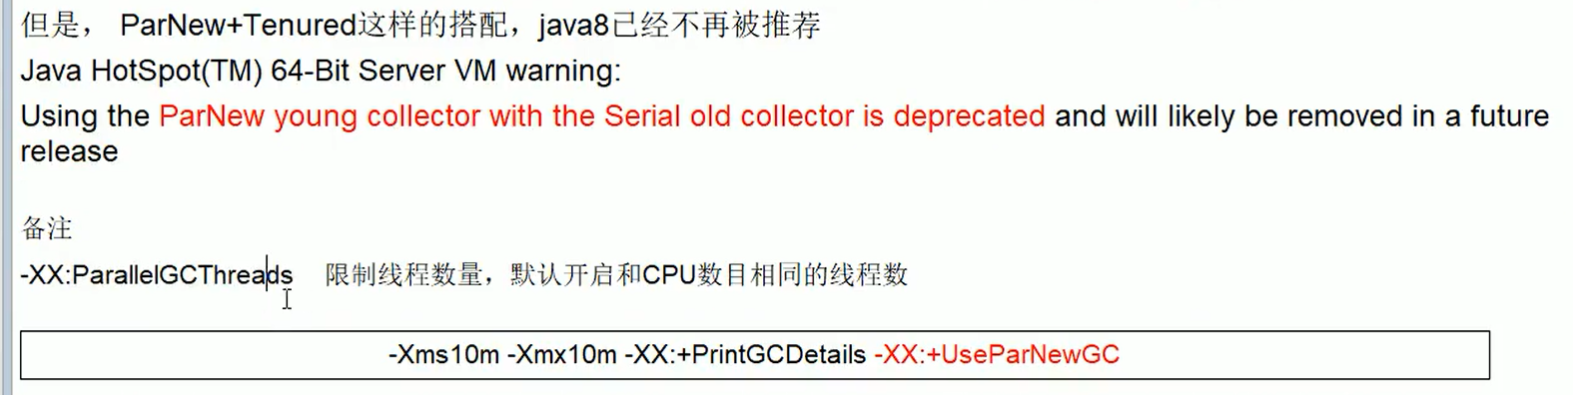 但是， ParNew+Tenured这样的搭配，java8已经不再被推荐
Java HotSpot(TM) 64-Bit Server VM warning:
Using the ParNew young collector with the Serial old collector is deprecated and will likely be removed in a future
release
备注
-XX:ParallelGCThreads 限制线程数量，默认开启和CPU数目相同的线程数
-Xms10m -Xmx10m -XX:+PrintGCDetails -XX:+UseParNewGC